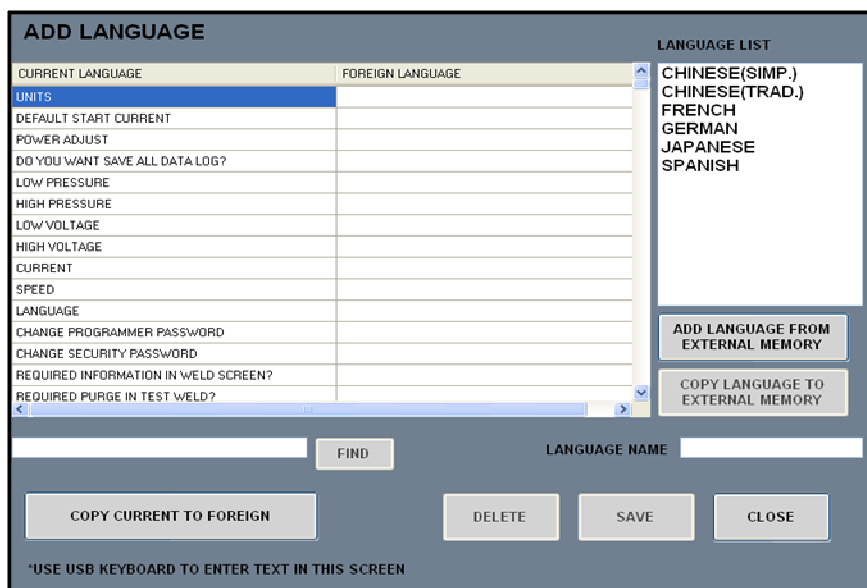 ADD LANGUAGE
LANGUAGE LIST
CURRENT LANGUAGE FOREIGN LANGUAGE
UNITS
DEFAULT START CURRENT
POWER ADJUST
DO YOU WANT SAVE ALL DATA LOG?
LOW PRESSURE
HIGH PRESSURE
LOW VOLTAGE
HIGH VOLTAGE
CURRENT
SPEED
LANGUAGE
CHANGE PROGRAMMER PASSWORD
CHANGE SECURITY PASSWORD
REQUIRED INFORMATION IN WELD SCREEN?
REQUIRED PURGE IN TEST WELD?
CHINESE(SIMP.)
CHINESE(TRAD.)
FRENCH
GERMAN
JAPANESE
SPANISH
ADD LANGUAGE FROM
EXTERNAL MEMORY
COPY LANGUAGE TO
EXTERNAL MEMORY
FIND
LANGUAGE NAME
COPY CURRENT TO FOREIGN
DELETE
SAVE
CLOSE
*USE USB KEYBOARD TO ENTER TEXT IN THIS SCREEN